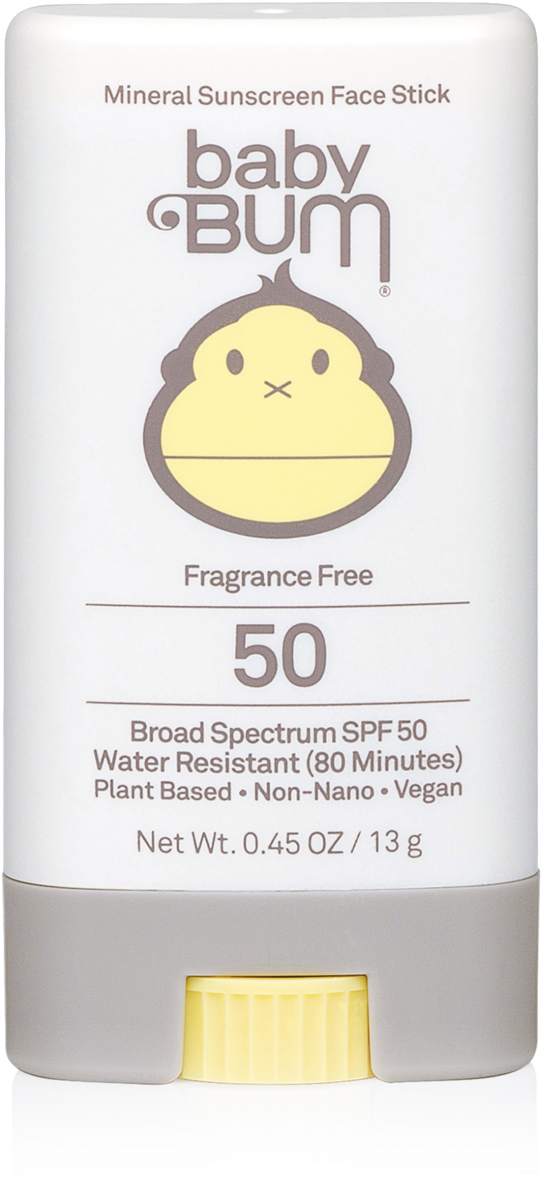 Mineral Sunscreen Face Stick
baby
BUM
®
Fragrance Free
50
Broad Spectrum SPF 50
Water Resistant (80 Minutes)
Plant Based • Non-Nano • Vegan
Net Wt. 0.45 OZ / 13 g